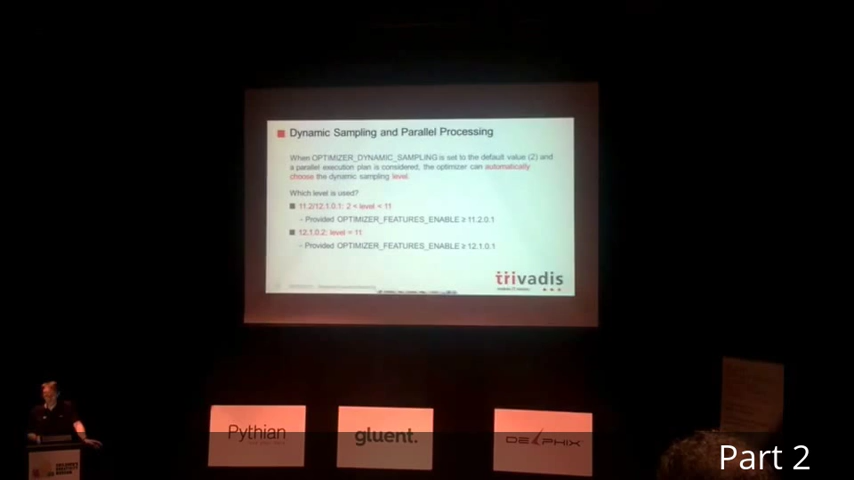 Dynamic Sampling and Parallel Processing
When OPTIMIZER_DYNAMIC_SAMPLING is set to the default value (2) and
a parallel execution plan is considered, the optimizer can automatically
choose the dynamic sampling level.
Which level is used?
11.2/12.1.0.1: 2 < level < 11
– Provided OPTIMIZER_FEATURES_ENABLE ≥ 11.2.0.1
12.1.0.2: level = 11
– Provided OPTIMIZER_FEATURES_ENABLE ≥ 12.1.0.1
trivadis
Pythian
gluent.
DELPHIX
Part 2